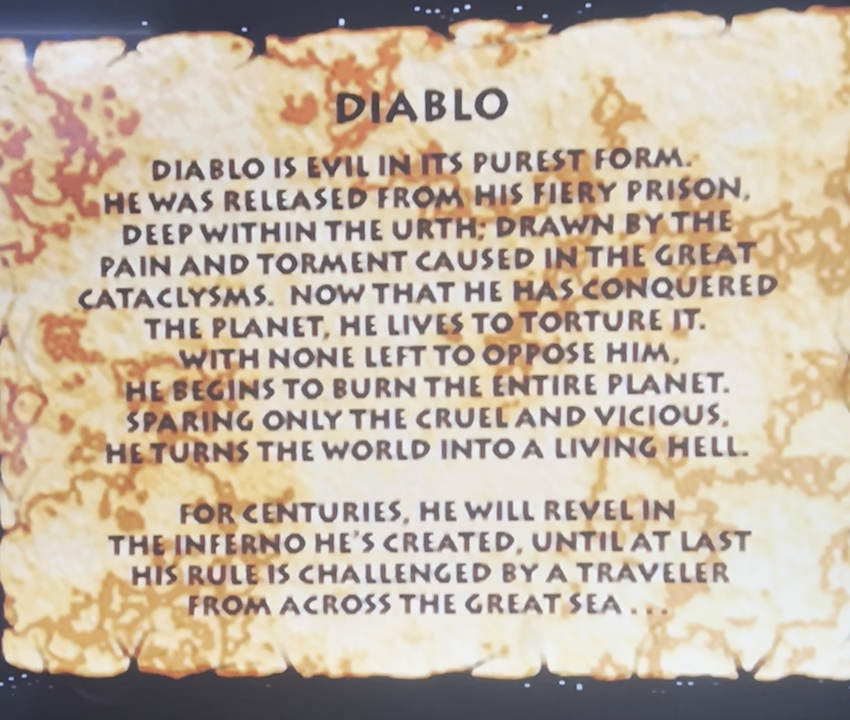 DIABLO
DIABLO IS EVIL IN ITS PUREST FORM.
HE WAS RELEASED FROM HIS FIERY PRISON,
DEEP WITHIN THE URTH; DRAWN BY THE
PAIN AND TORMENT CAUSED IN THE GREAT
CATACLYSMS. NOW THAT HE HAS CONQUERED
THE PLANET, HE LIVES TO TORTURE IT.
WITH NONE LEFT TO OPPOSE HIM,
HE BEGINS TO BURN THE ENTIRE PLANET.
SPARING ONLY THE CRUEL AND VICIOUS,
HE TURNS THE WORLD INTO A LIVING HELL.
FOR CENTURIES, HE WILL REVEL IN
THE INFERNO HE'S CREATED, UNTIL AT LAST
HIS RULE IS CHALLENGED BY A TRAVELER
FROM ACROSS THE GREAT SEA . . .